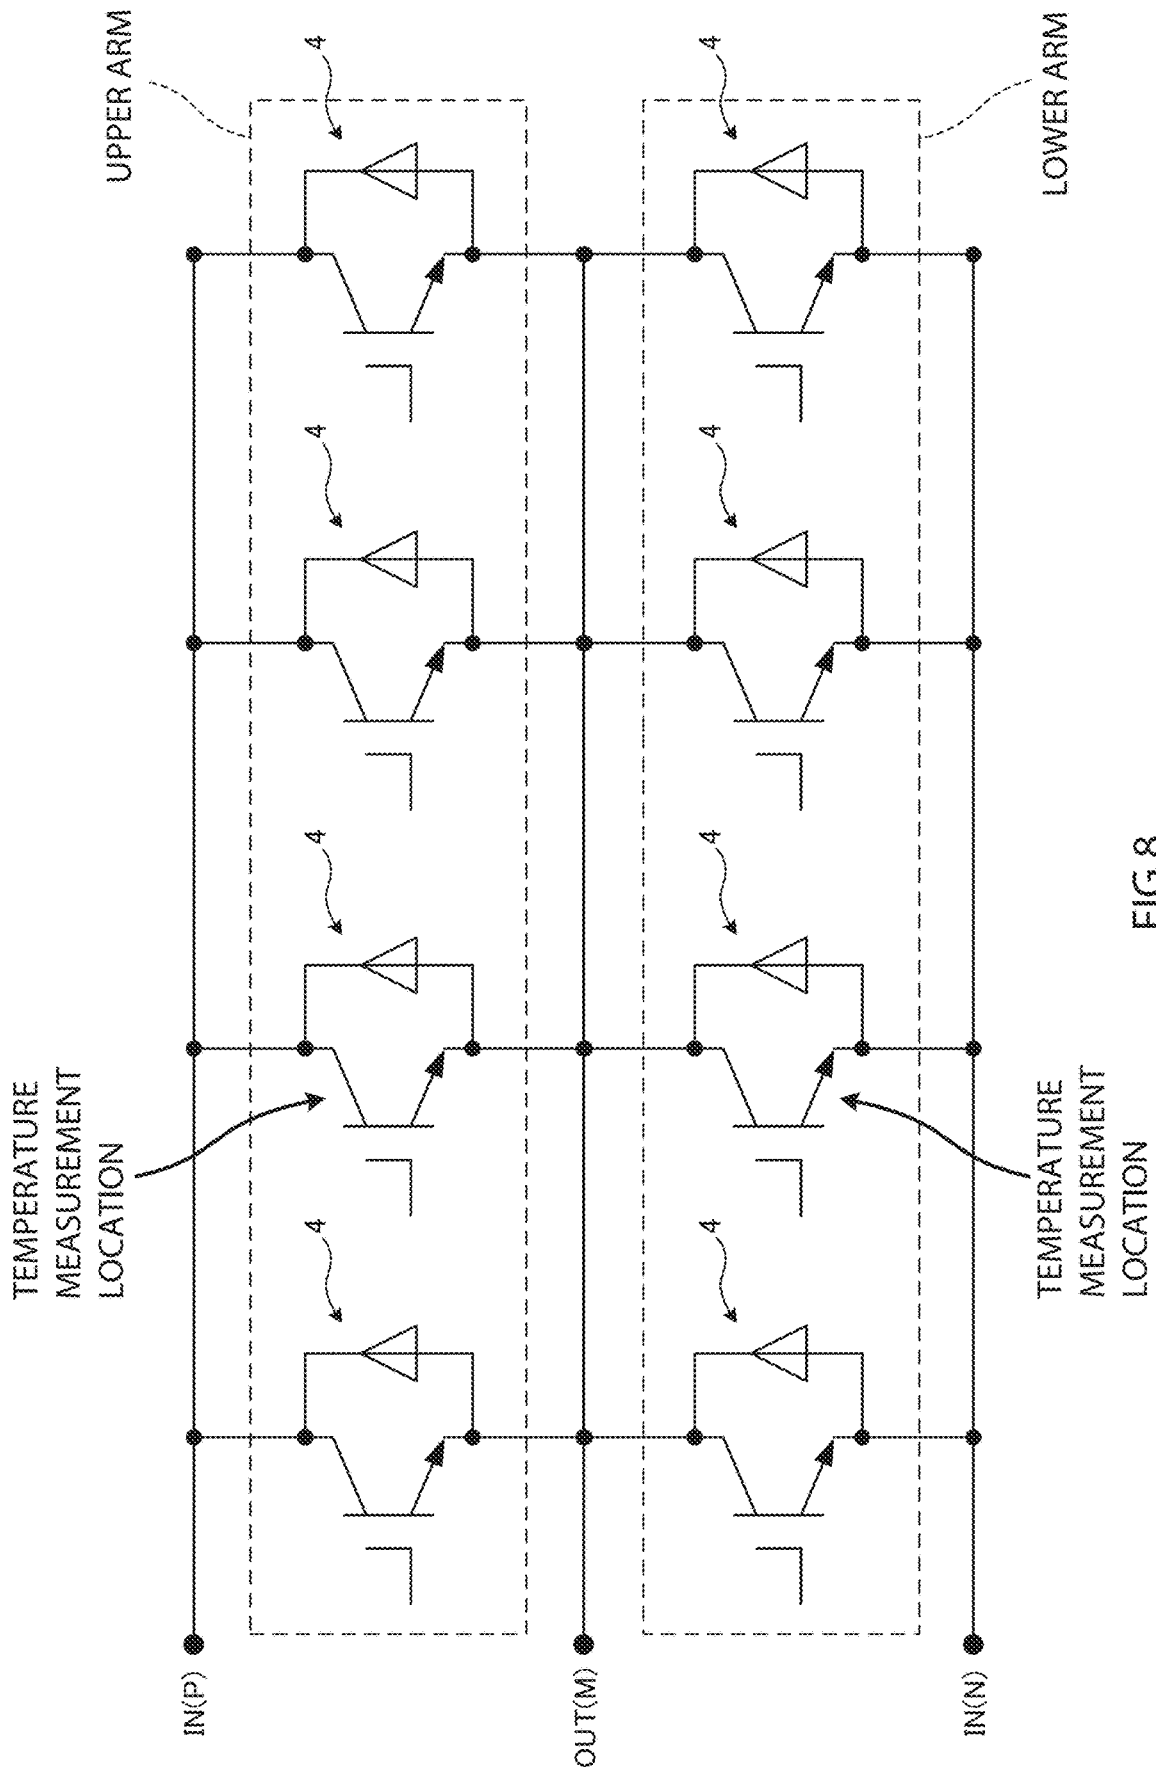 TEMPERATURE
MEASUREMENT
LOCATION
UPPER ARM
IN(P)
4
4
4
4
OUT(M)
4
4
4
4
IN(N)
TEMPERATURE
MEASUREMENT
LOCATION
LOWER ARM
FIG.8